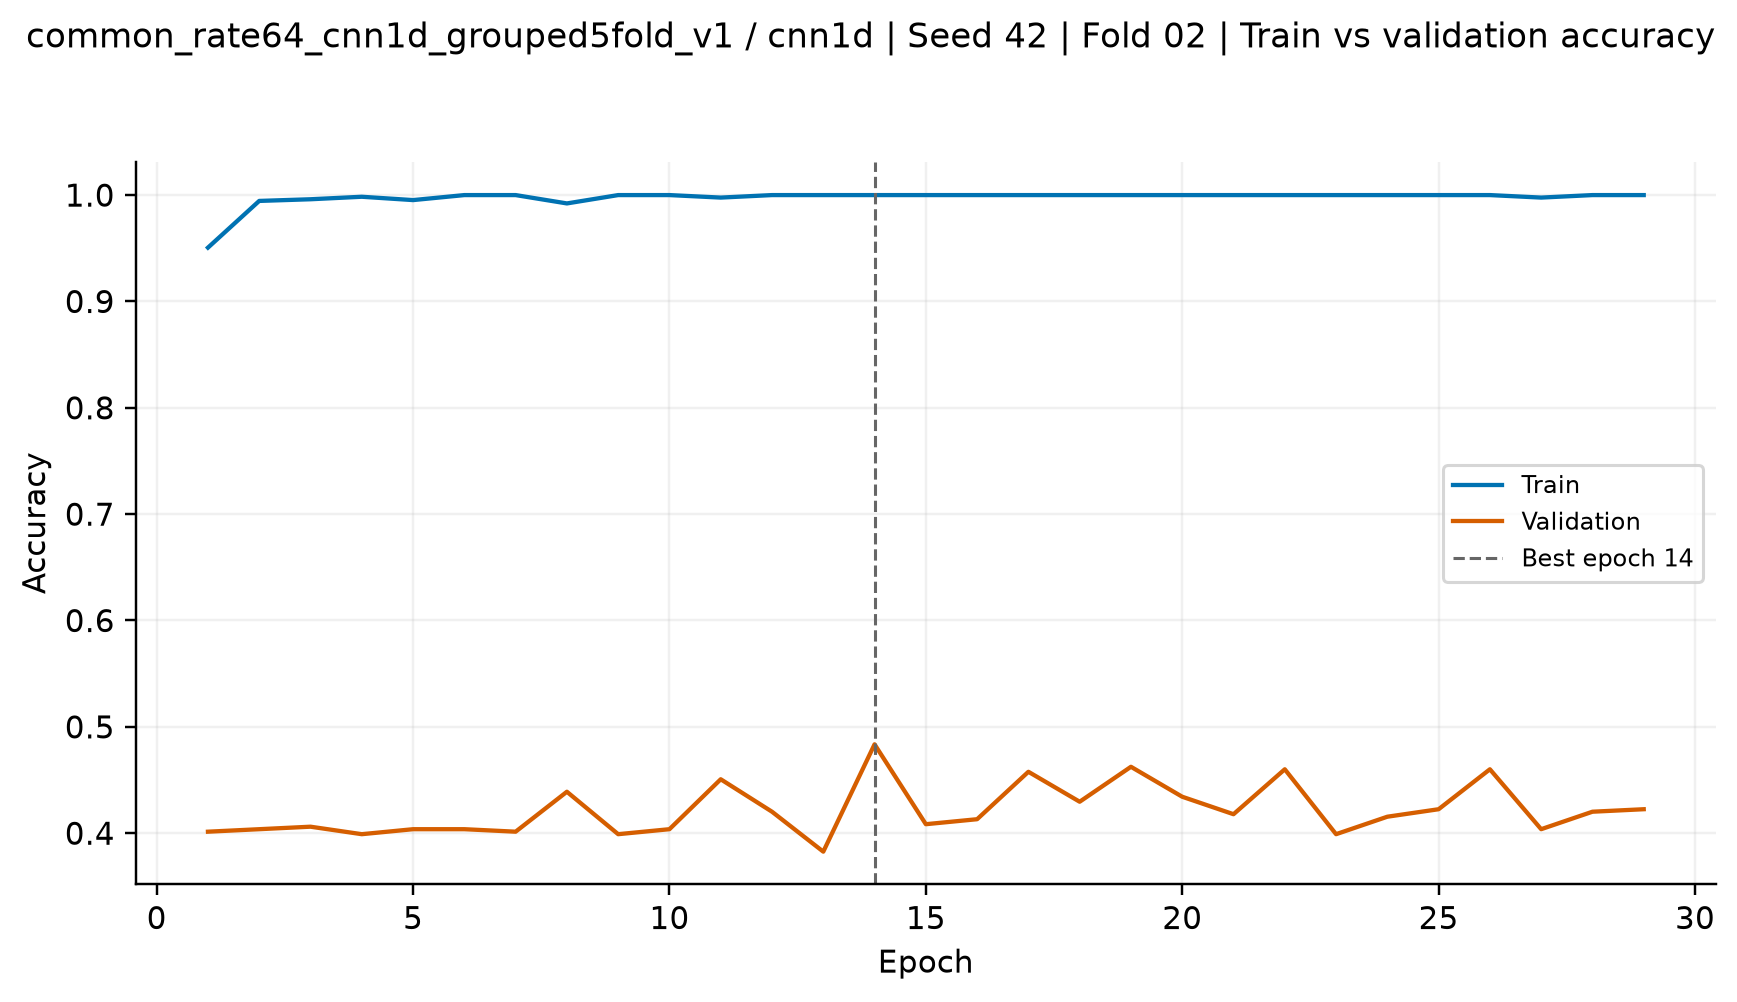 common_rate64_cnn1d_grouped5fold_v1 / cnn1d | Seed 42 | Fold 02 | Train vs validation accuracy
1.0
0.9
0.8
0.7
0.6
0.5
0.4
Accuracy
Train
Validation
Best epoch 14
0 5 10 15 20 25 30
Epoch